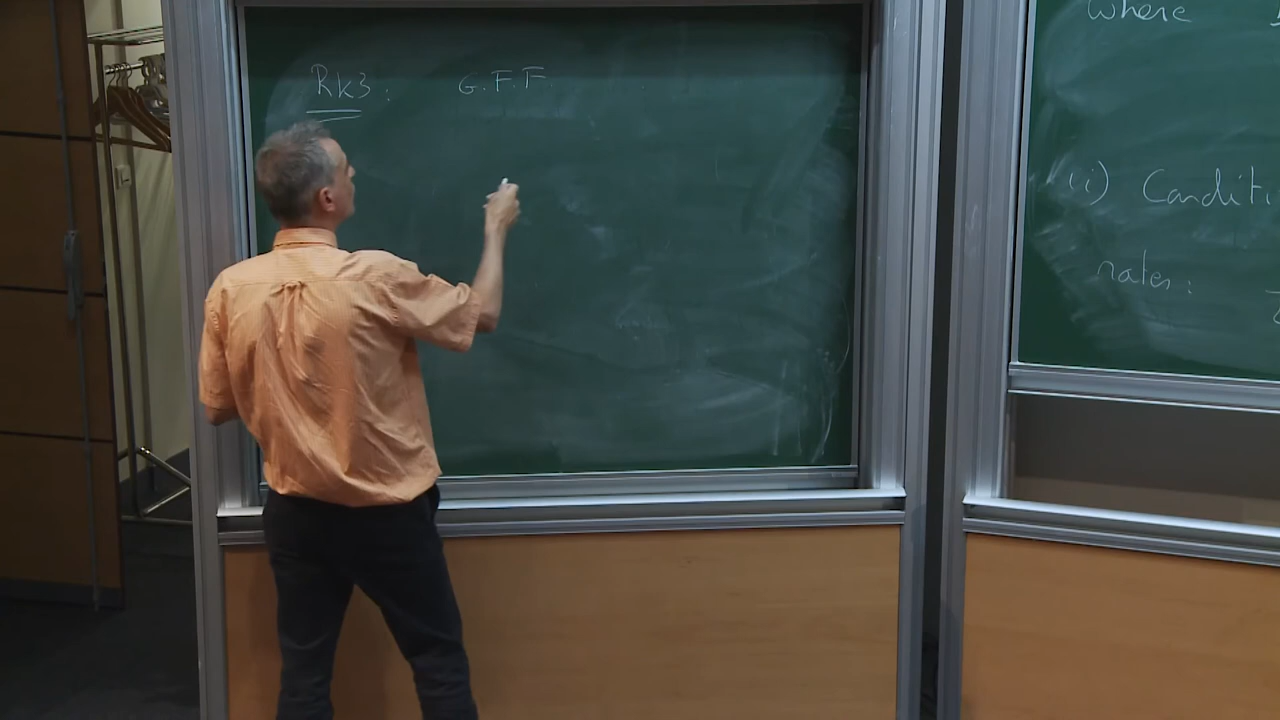 Rk3: G.F.F
where
(ii) Conditi
rates: